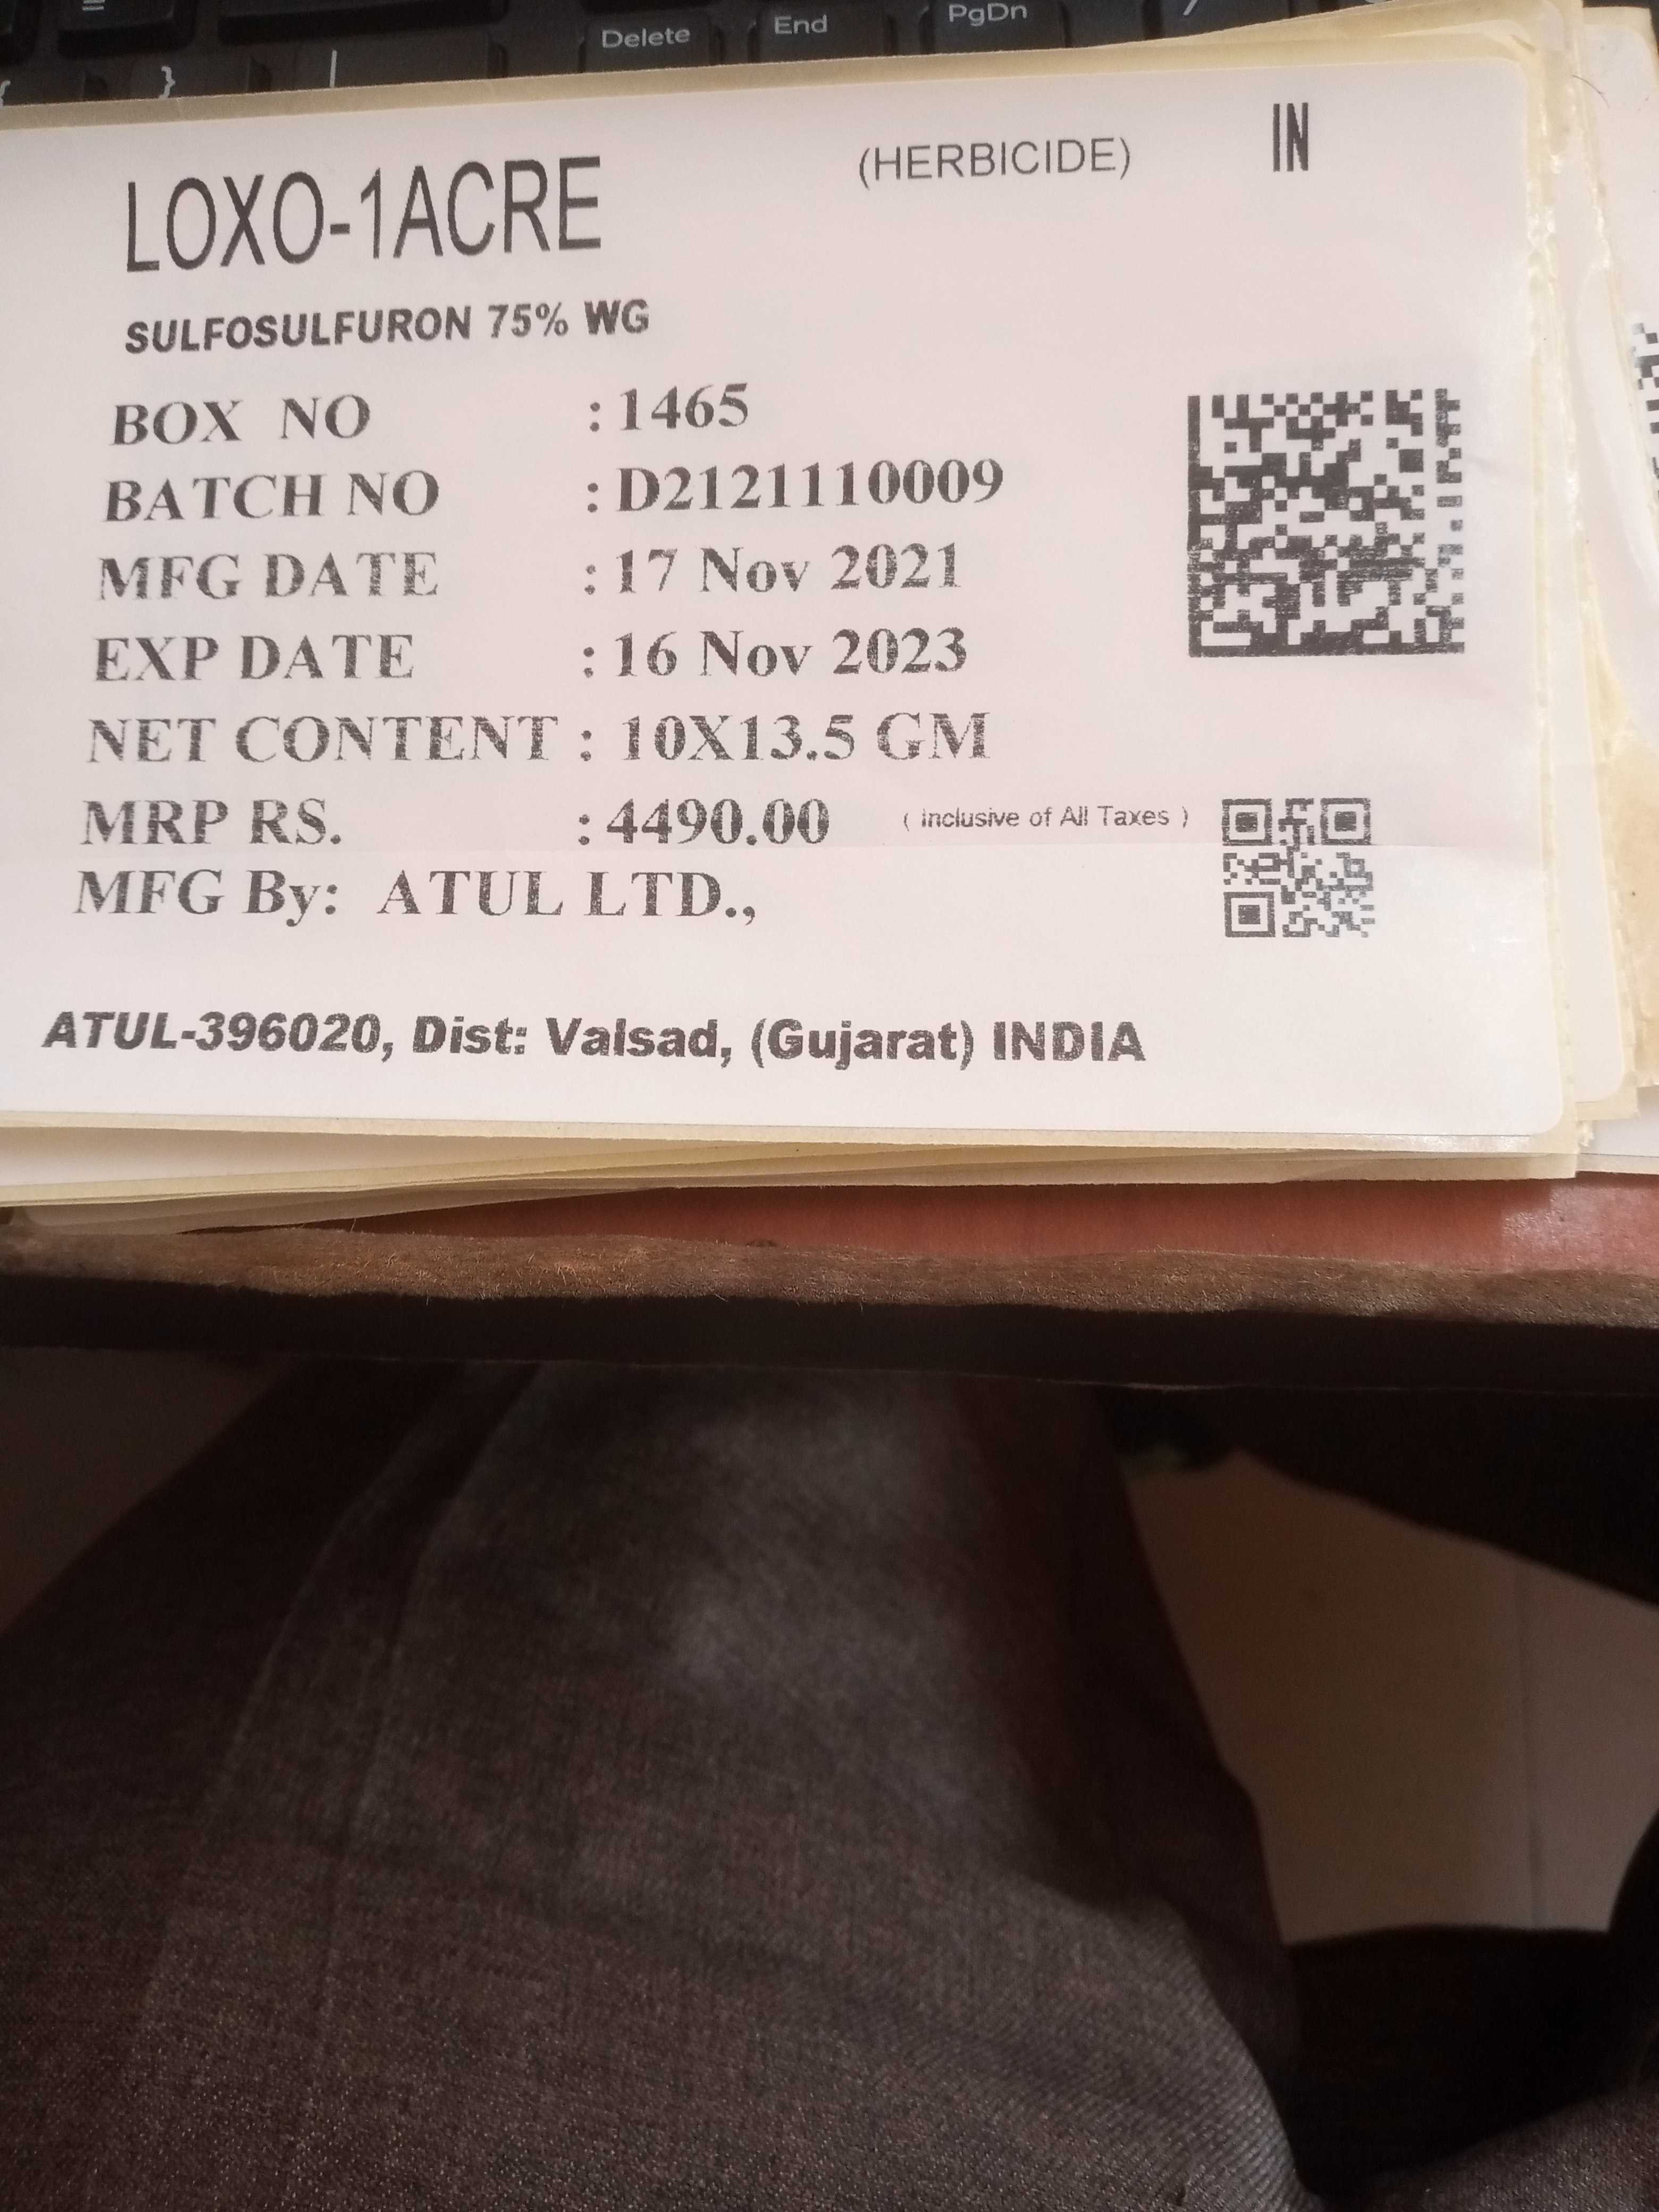 Delete End PgDn
{ } |
LOXO-1ACRE (HERBICIDE) IN
SULFOSULFURON 75% WG
BOX NO : 1465
BATCH NO : D2121110009
MFG DATE : 17 Nov 2021
EXP DATE : 16 Nov 2023
NET CONTENT : 10X13.5 GM
MRP RS. : 4490.00 ( Inclusive of All Taxes )
MFG By: ATUL LTD.,
ATUL-396020, Dist: Valsad, (Gujarat) INDIA